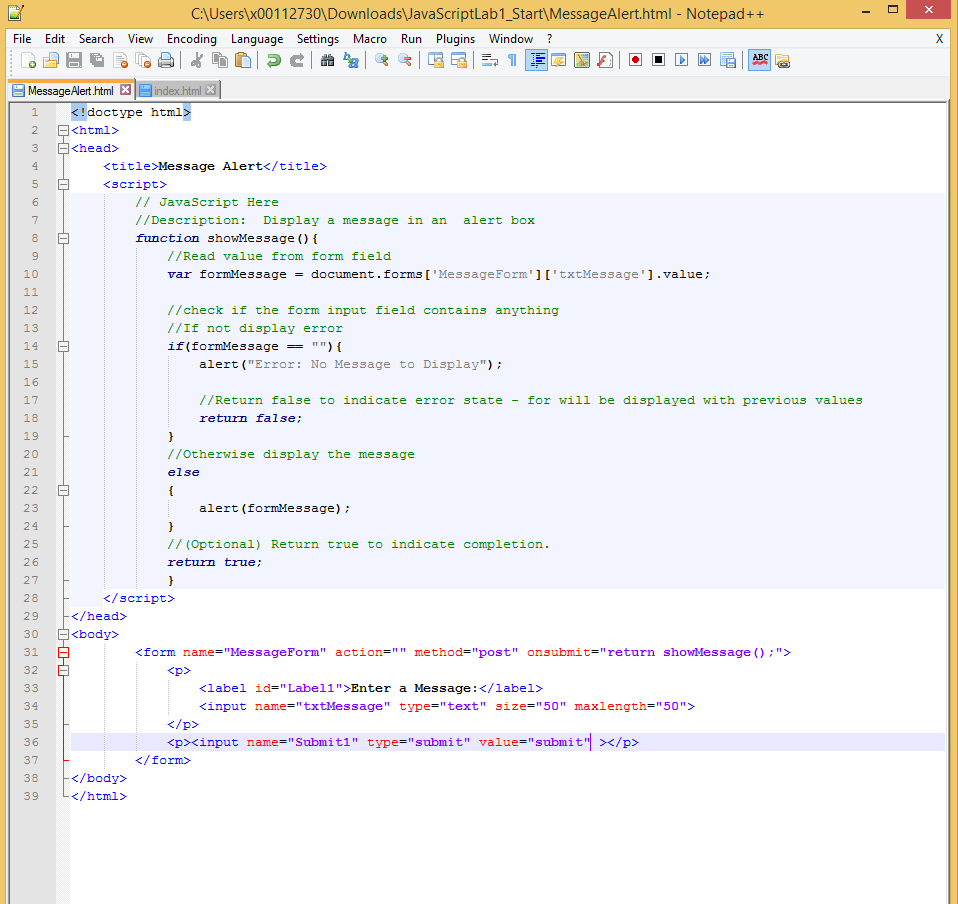 C:\Users\x00112730\Downloads\JavaScriptLab1_Start\MessageAlert.html - Notepad++
File Edit Search View Encoding Language Settings Macro Run Plugins Window ? X
ABC
MessageAlert.html index.html
1 <!doctype html>
2 <html>
3 <head>
4 <title>Message Alert</title>
5 <script>
6 // JavaScript Here
7 //Description:  Display a message in an  alert box
8 function showMessage(){
9 //Read value from form field
10 var formMessage = document.forms['MessageForm']['txtMessage'].value;
11
12 //check if the form input field contains anything
13 //If not display error
14 if(formMessage == ""){
15 alert("Error: No Message to Display");
16
17 //Return false to indicate error state - for will be displayed with previous values
18 return false;
19 }
20 //Otherwise display the message
21 else
22 {
23 alert(formMessage);
24 }
25 //(Optional) Return true to indicate completion.
26 return true;
27 }
28 </script>
29 </head>
30 <body>
31 <form name="MessageForm" action="" method="post" onsubmit="return showMessage();">
32 <p>
33 <label id="Label1">Enter a Message:</label>
34 <input name="txtMessage" type="text" size="50" maxlength="50">
35 </p>
36 <p><input name="Submit1" type="submit" value="submit" ></p>
37 </form>
38 </body>
39 </html>